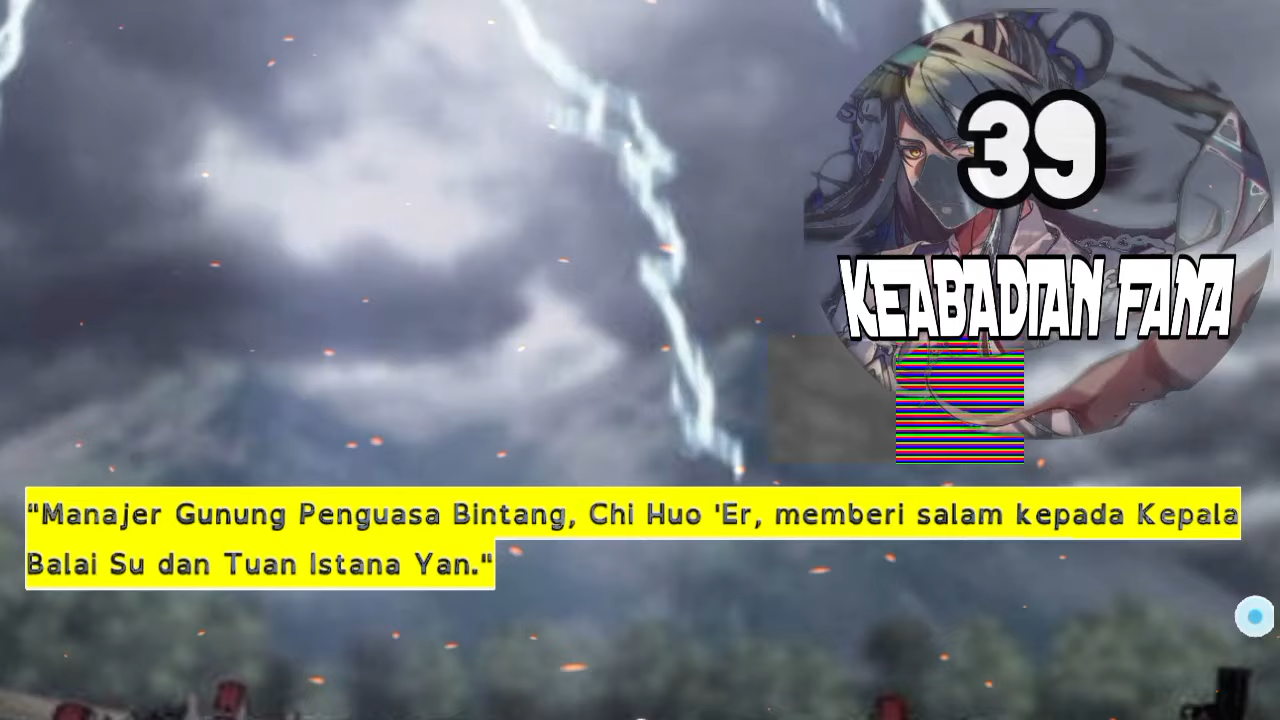 39
KEABADIAN FANA
"Manajer Gunung Penguasa Bintang, Chi Huo 'Er, memberi salam kepada Kepala
Balai Su dan Tuan Istana Yan."